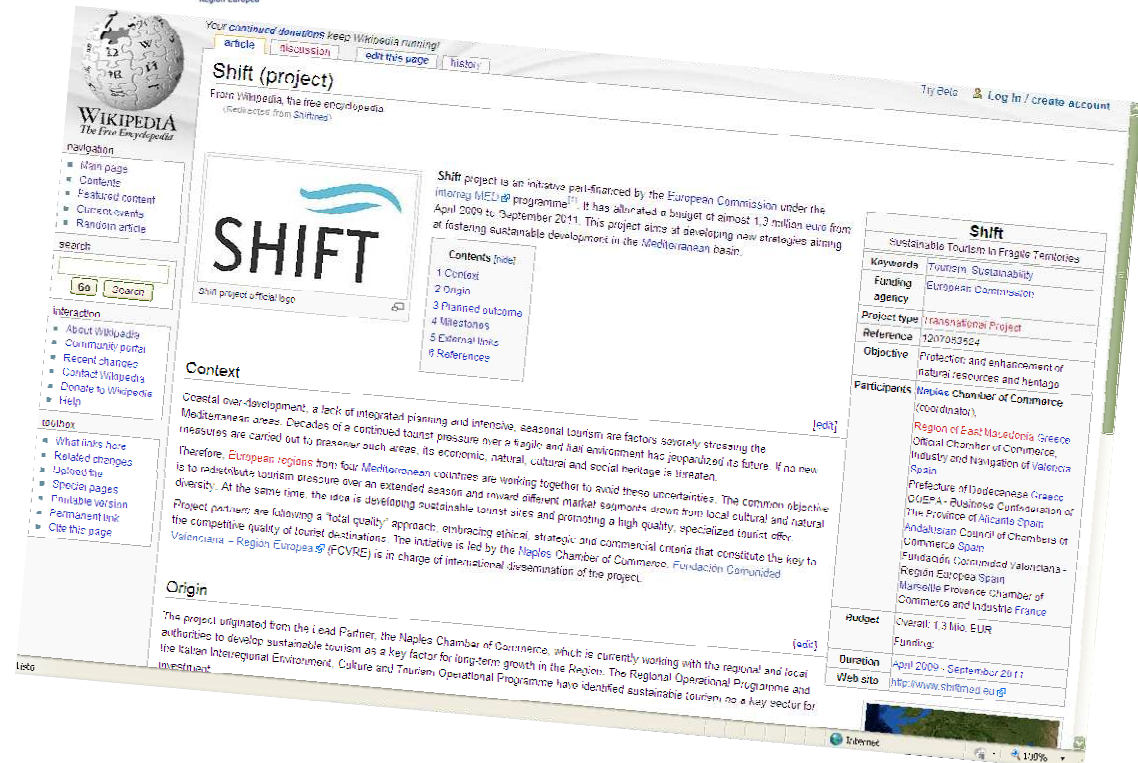 Región Europea
Your continued donations keep Wikipedia running!
article
discussion
edit this page
history
Try Beta
Log in / create account
WIKIPEDIA
The Free Encyclopedia
navigation
Main page
Contents
Featured content
Current events
Random article
search
Go
Search
interaction
About Wikipedia
Community portal
Recent changes
Contact Wikipedia
Donate to Wikipedia
Help
toolbox
What links here
Related changes
Upload file
Special pages
Printable version
Permanent link
Cite this page
Shift (project)
From Wikipedia, the free encyclopedia
(Redirected from Shiftmed)
SHIFT
Shift project official logo
Shift project is an initiative part-financed by the European Commission under the
Interreg MED programme[1]. It has allocated a budget of almost 1,3 million euro from
April 2009 to September 2011. This project aims at developing new strategies aiming
at fostering sustainable development in the Mediterranean basin.
Contents [hide]
1 Context
2 Origin
3 Planned outcome
4 Milestones
5 External links
6 References
Context
[edit]
Coastal over-development, a lack of integrated planning and intensive, seasonal tourism are factors severely stressing the
Mediterranean areas. Decades of a continued tourist pressure over a fragile and frail environment has jeopardized its future. If no new
measures are carried out to preserver such areas, its economic, natural, cultural and social heritage is threaten.
Therefore, European regions from four Mediterranean countries are working together to avoid these uncertainties. The common objective
is to redistribute tourism pressure over an extended season and toward different market segments drawn from local cultural and natural
diversity. At the same time, the idea is developing sustainable tourist sites and promoting a high quality, specialized tourist offer.
Project partners are following a "total quality" approach, embracing ethical, strategic and commercial criteria that constitute the key to
the competitive quality of tourist destinations. The initiative is led by the Naples Chamber of Commerce. Fundación Comunidad
Valenciana – Region Europea (FCVRE) is in charge of international dissemination of the project.
Origin
[edit]
The project originated from the Lead Partner, the Naples Chamber of Commerce, which is currently working with the regional and local
authorities to develop sustainable tourism as a key factor for long-term growth in the Region. The Regional Operational Programme and
the Italian Interregional Environment, Culture and Tourism Operational Programme have identified sustainable tourism as a key sector for
investment.
Shift
Sustainable Tourism in Fragile Territories
Keywords Tourism, Sustainability
Funding agency European Commission
Project type Transnational Project
Reference 1207053524
Objective Protection and enhancement of
natural resources and heritage
Participants Naples Chamber of Commerce
(coordinator),
Region of East Macedonia Greece
Official Chamber of Commerce,
Industry and Navigation of Valencia
Spain
Prefecture of Dodecanese Greece
COEPA - Business Confederation of
The Province of Alicante Spain
Andalusian Council of Chambers of
Commerce Spain
Fundación Comunidad Valenciana -
Región Europea Spain
Marseille Provence Chamber of
Commerce and Industrie France
Budget Overall: 1,3 Mio. EUR
Funding:
Duration April 2009 - September 2011
Web site http://www.shiftmed.eu
Listo
Internet
100%